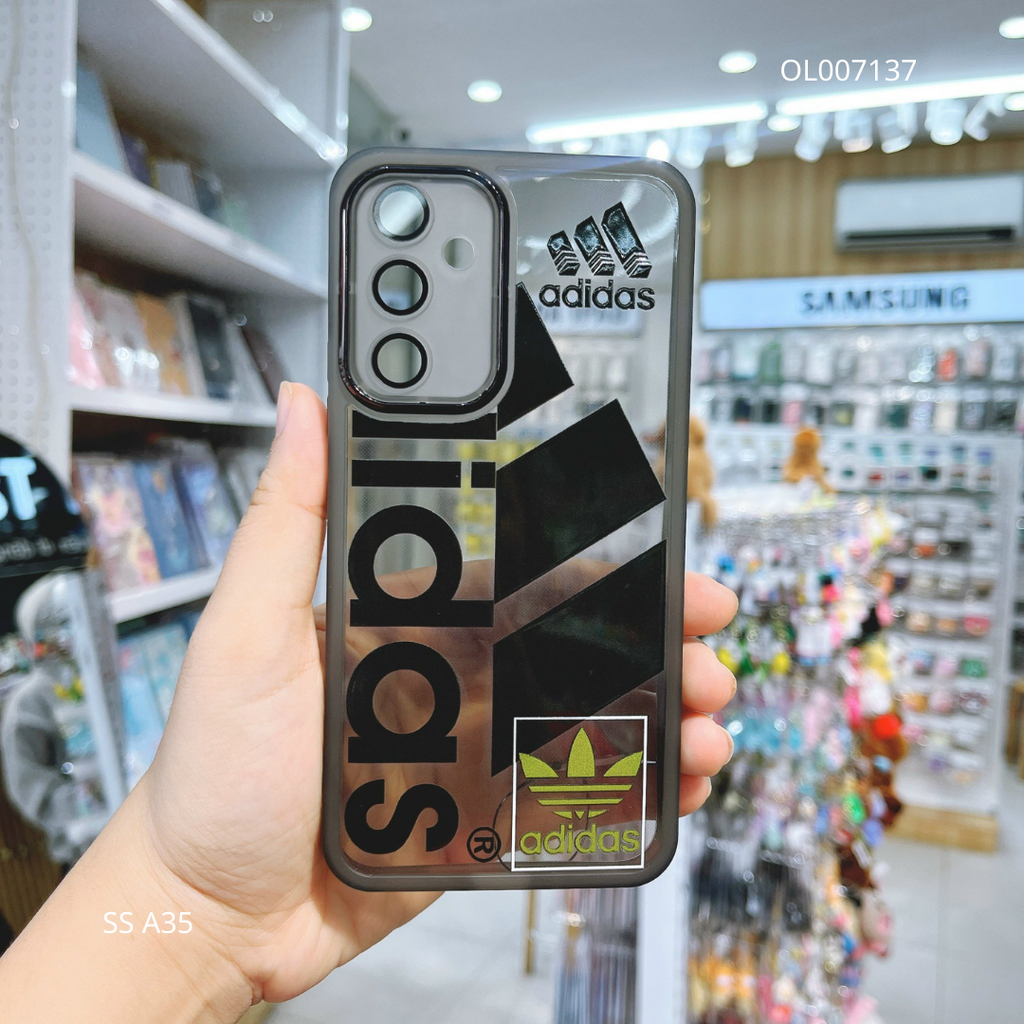 OL007137
adidas
SAMSUNG
adidas®
adidas
SS A35